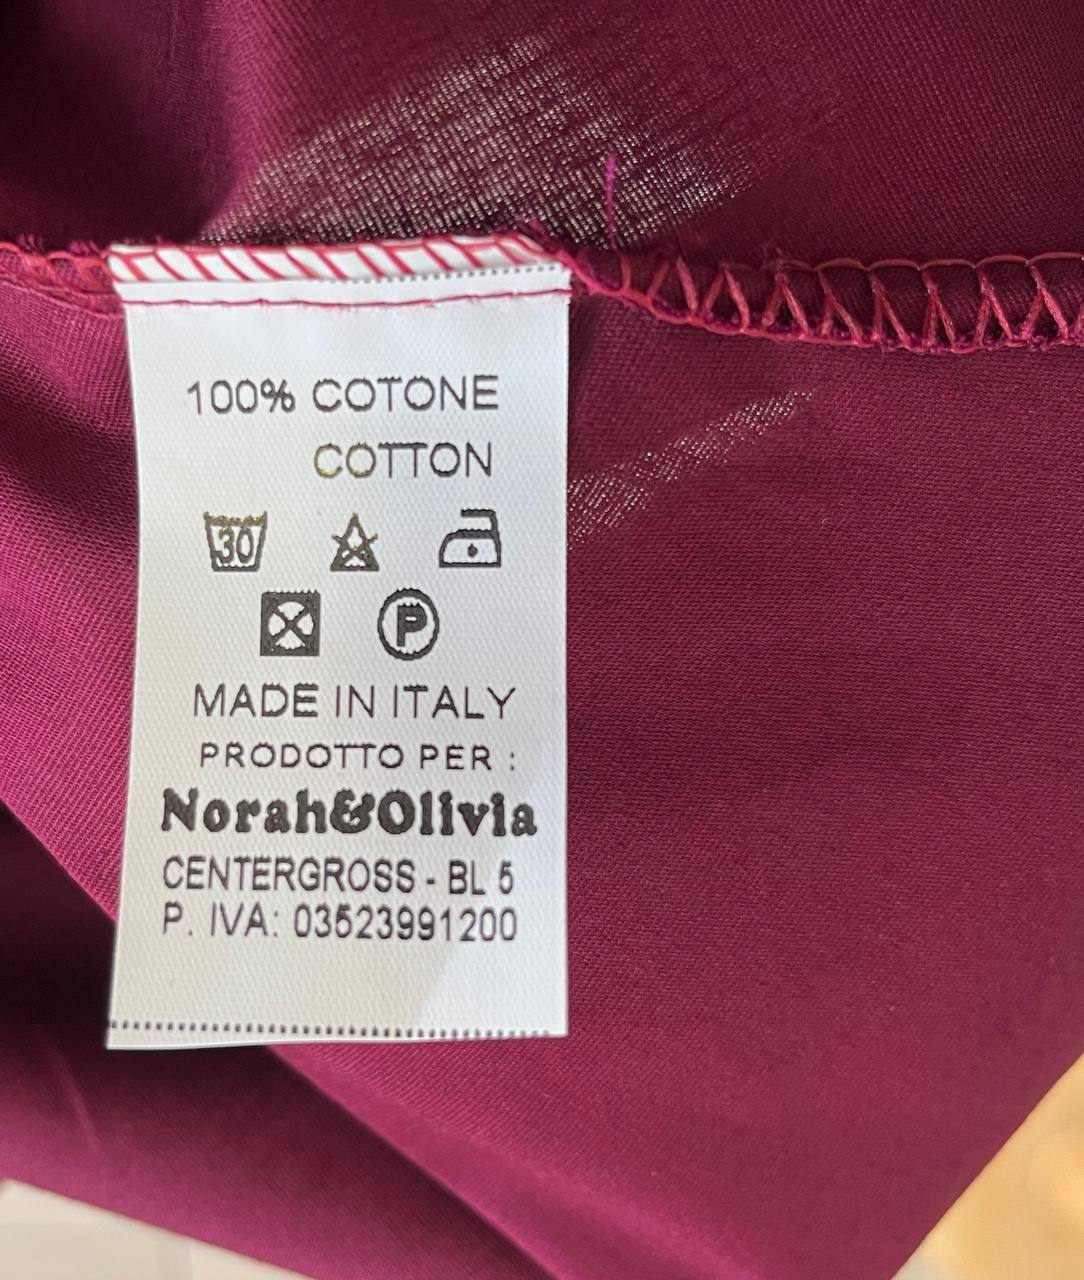 100% COTONE
COTTON
30
P
MADE IN ITALY
PRODOTTO PER :
Norah&Olivia
CENTERGROSS - BL 5
P. IVA: 03523991200